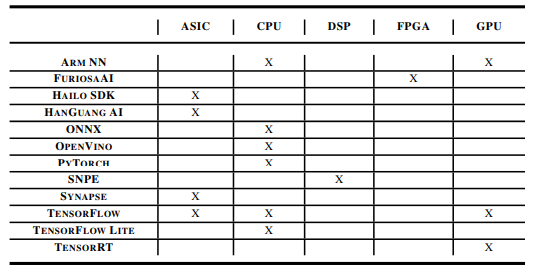 ASIC CPU DSP FPGA GPU
ARM NN X X
FURIOSAAI X
HAILO SDK X
HANGUANG AI X
ONNX X
OPENVINO X
PYTORCH X
SNPE X
SYNAPSE X
TENSORFLOW X X X
TENSORFLOW LITE X
TENSORRT X